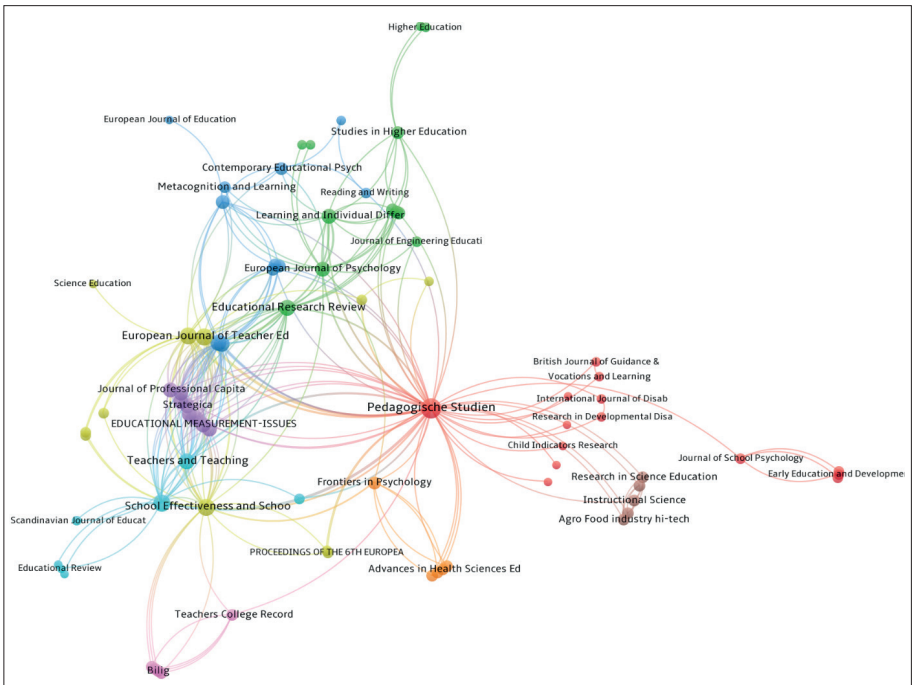 Higher Education
European Journal of Education
Studies in Higher Education
Contemporary Educational Psych
Metacognition and Learning
Reading and Writing
Learning and Individual Differ
Journal of Engineering Educati
European Journal of Psychology
Science Education
Educational Research Review
European Journal of Teacher Ed
British Journal of Guidance &
Vocations and Learning
Journal of Professional Capita
International Journal of Disab
Strategica
Pedagogische Studien
Research in Developmental Disa
EDUCATIONAL MEASUREMENT-ISSUES
Child Indicators Research
Teachers and Teaching
Journal of School Psychology
Research in Science Education
Early Education and Developme
Frontiers in Psychology
Instructional Science
School Effectiveness and Schoo
Scandinavian Journal of Educat
Agro Food industry hi-tech
PROCEEDINGS OF THE 6TH EUROPEA
Educational Review
Advances in Health Sciences Ed
Teachers College Record
Bilig